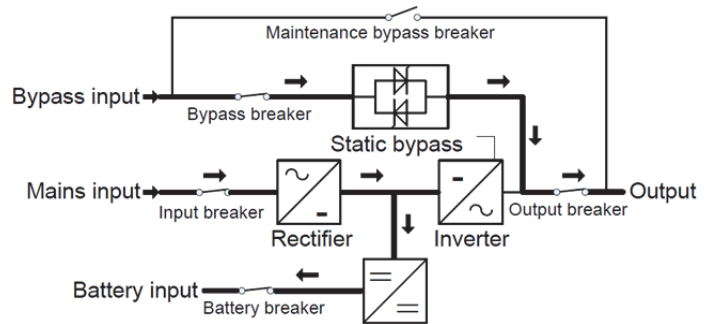 Maintenance bypass breaker
Bypass input
Bypass breaker
Static bypass
Mains input
Input breaker
Rectifier
Inverter
Output breaker
Output
Battery input
Battery breaker